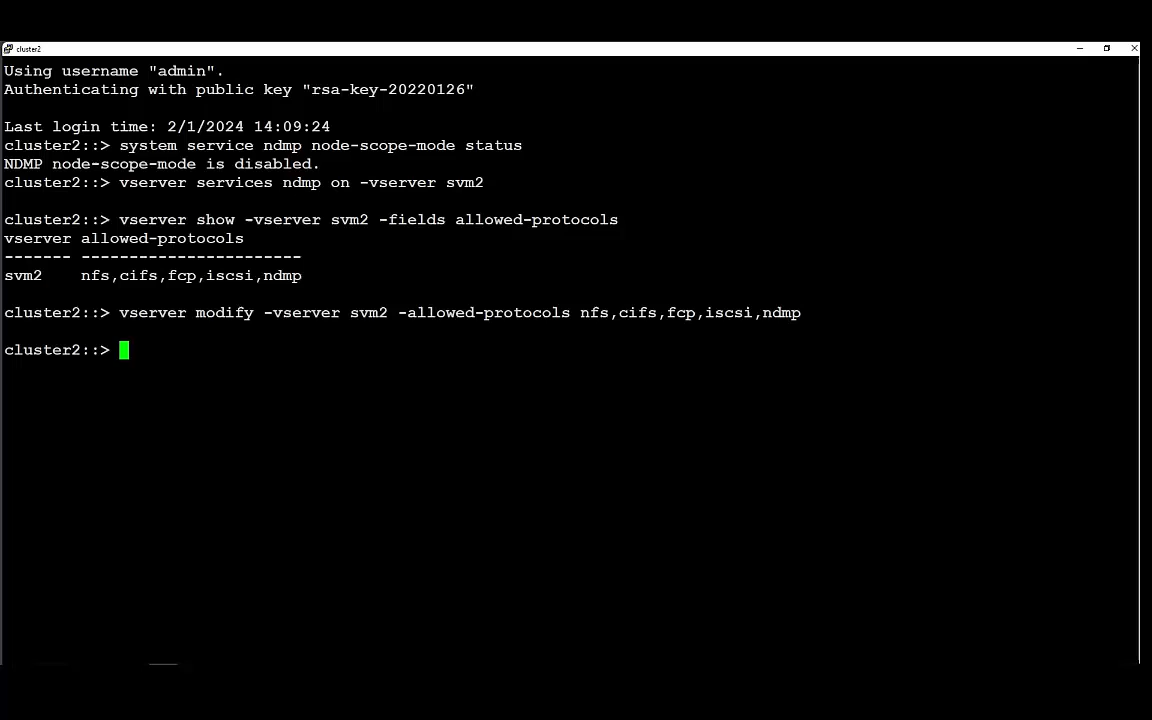 cluster2
Using username "admin".
Authenticating with public key "rsa-key-20220126"
Last login time: 2/1/2024 14:09:24
cluster2::> system service ndmp node-scope-mode status
NDMP node-scope-mode is disabled.
cluster2::> vserver services ndmp on -vserver svm2
cluster2::> vserver show -vserver svm2 -fields allowed-protocols
vserver allowed-protocols
------- -----------------------
svm2    nfs,cifs,fcp,iscsi,ndmp
cluster2::> vserver modify -vserver svm2 -allowed-protocols nfs,cifs,fcp,iscsi,ndmp
cluster2::>